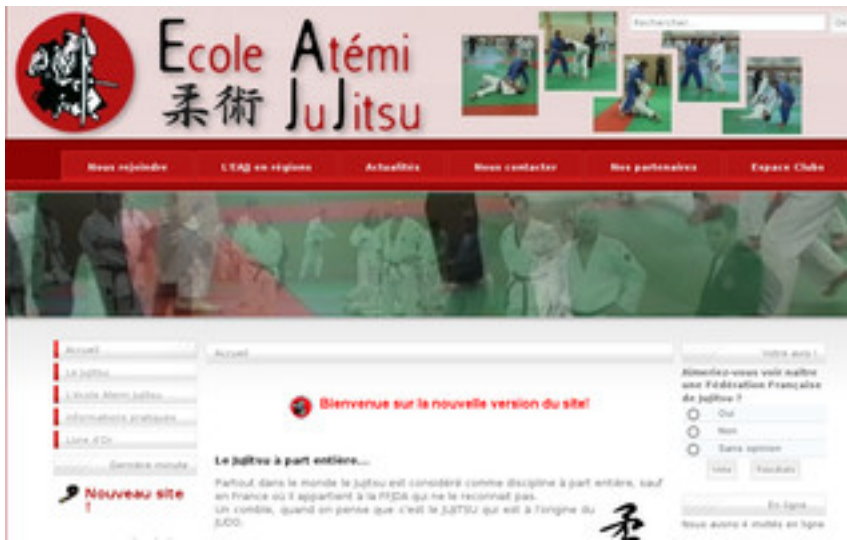 Ecole Atémi
柔術 JuJitsu
Rechercher...
Nous rejoindre
L'EAJJ en régions
Actualités
Nous contacter
Nos partenaires
Espace Clubs
Accueil
Le Jujitsu
L'école Atemi Jujitsu
Informations pratiques
Livre d'Or
Dernière minute
Nouveau site
!
Accueil
Bienvenue sur la nouvelle version du site!
Le JuJitsu à part entière...
Partout dans le monde le Jujitsu est considéré comme discipline à part entière, sauf
en France où il appartient à la FFJDA qui ne le reconnait pas.
Un comble, quand on pense que c'est le JUJITSU qui est à l'origine du
JUDO.
柔
Votre avis !
Aimeriez-vous voir naître
une Fédération Française
de Jujitsu ?
Oui
Non
Sans opinion
Vote
Résultats
En ligne
Nous avons 4 invités en ligne